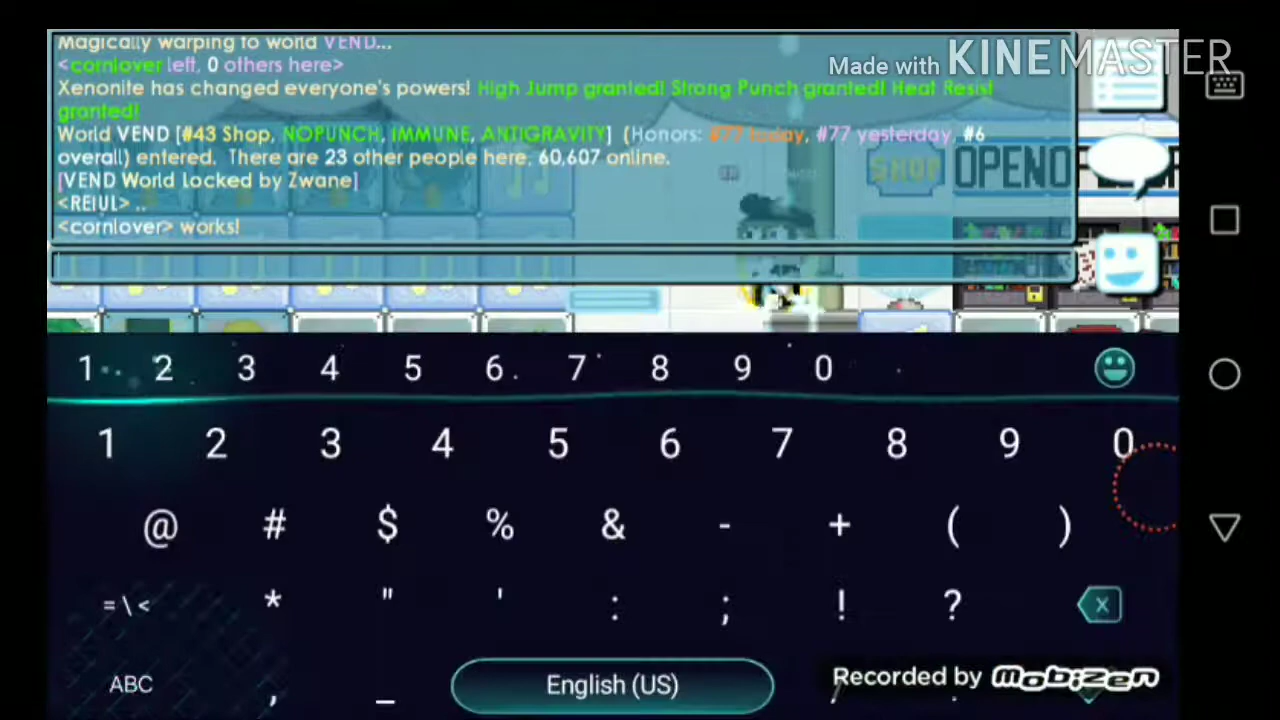 Magically warping to world VEND...
<cornlover left, 0 others here>
Xenonite has changed everyone's powers! High Jump granted! Strong Punch granted! Heat Resist
granted!
World VEND [#43 Shop, NOPUNCH, IMMUNE, ANTIGRAVITY] (Honors: #77 today, #77 yesterday, #6
overall) entered. There are 23 other people here, 60,607 online.
[VEND World Locked by Zwane]
<REIUL> ..
<cornlover> works!
Made with KINEMASTER
SHOP OPENO
1 2 3 4 5 6 7 8 9 0
1 2 3 4 5 6 7 8 9 0
@ # $ % & - + ( )
= \ < * " ' : ; ! ?
ABC , _ English (US)
Recorded by mobizen